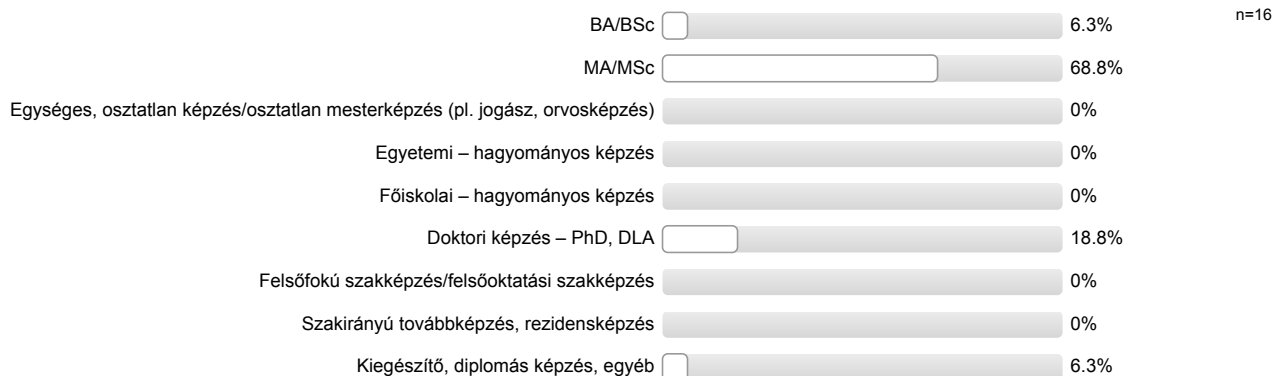 n=16
BA/BSc 6.3%
MA/MSc 68.8%
Egységes, osztatlan képzés/osztatlan mesterképzés (pl. jogász, orvosképzés) 0%
Egyetemi – hagyományos képzés 0%
Főiskolai – hagyományos képzés 0%
Doktori képzés – PhD, DLA 18.8%
Felsőfokú szakképzés/felsőoktatási szakképzés 0%
Szakirányú továbbképzés, rezidensképzés 0%
Kiegészítő, diplomás képzés, egyéb 6.3%